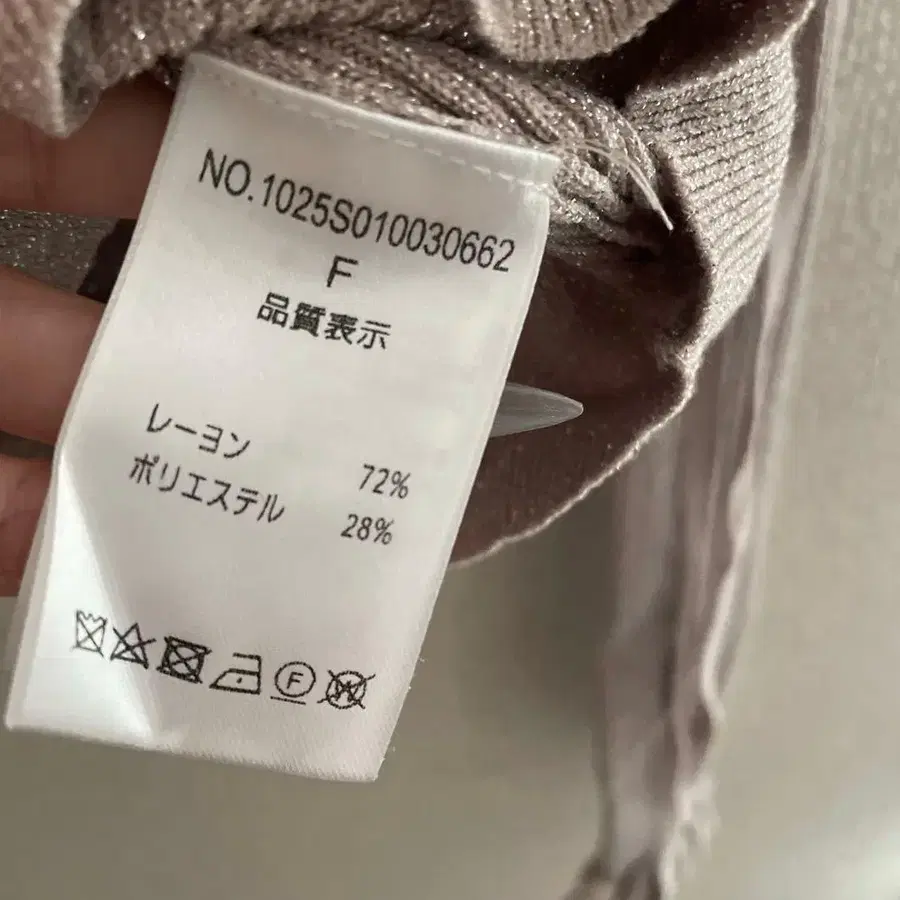 NO.1025S010030662
F
品質表示
レーヨン 72%
ポリエステル 28%
F W